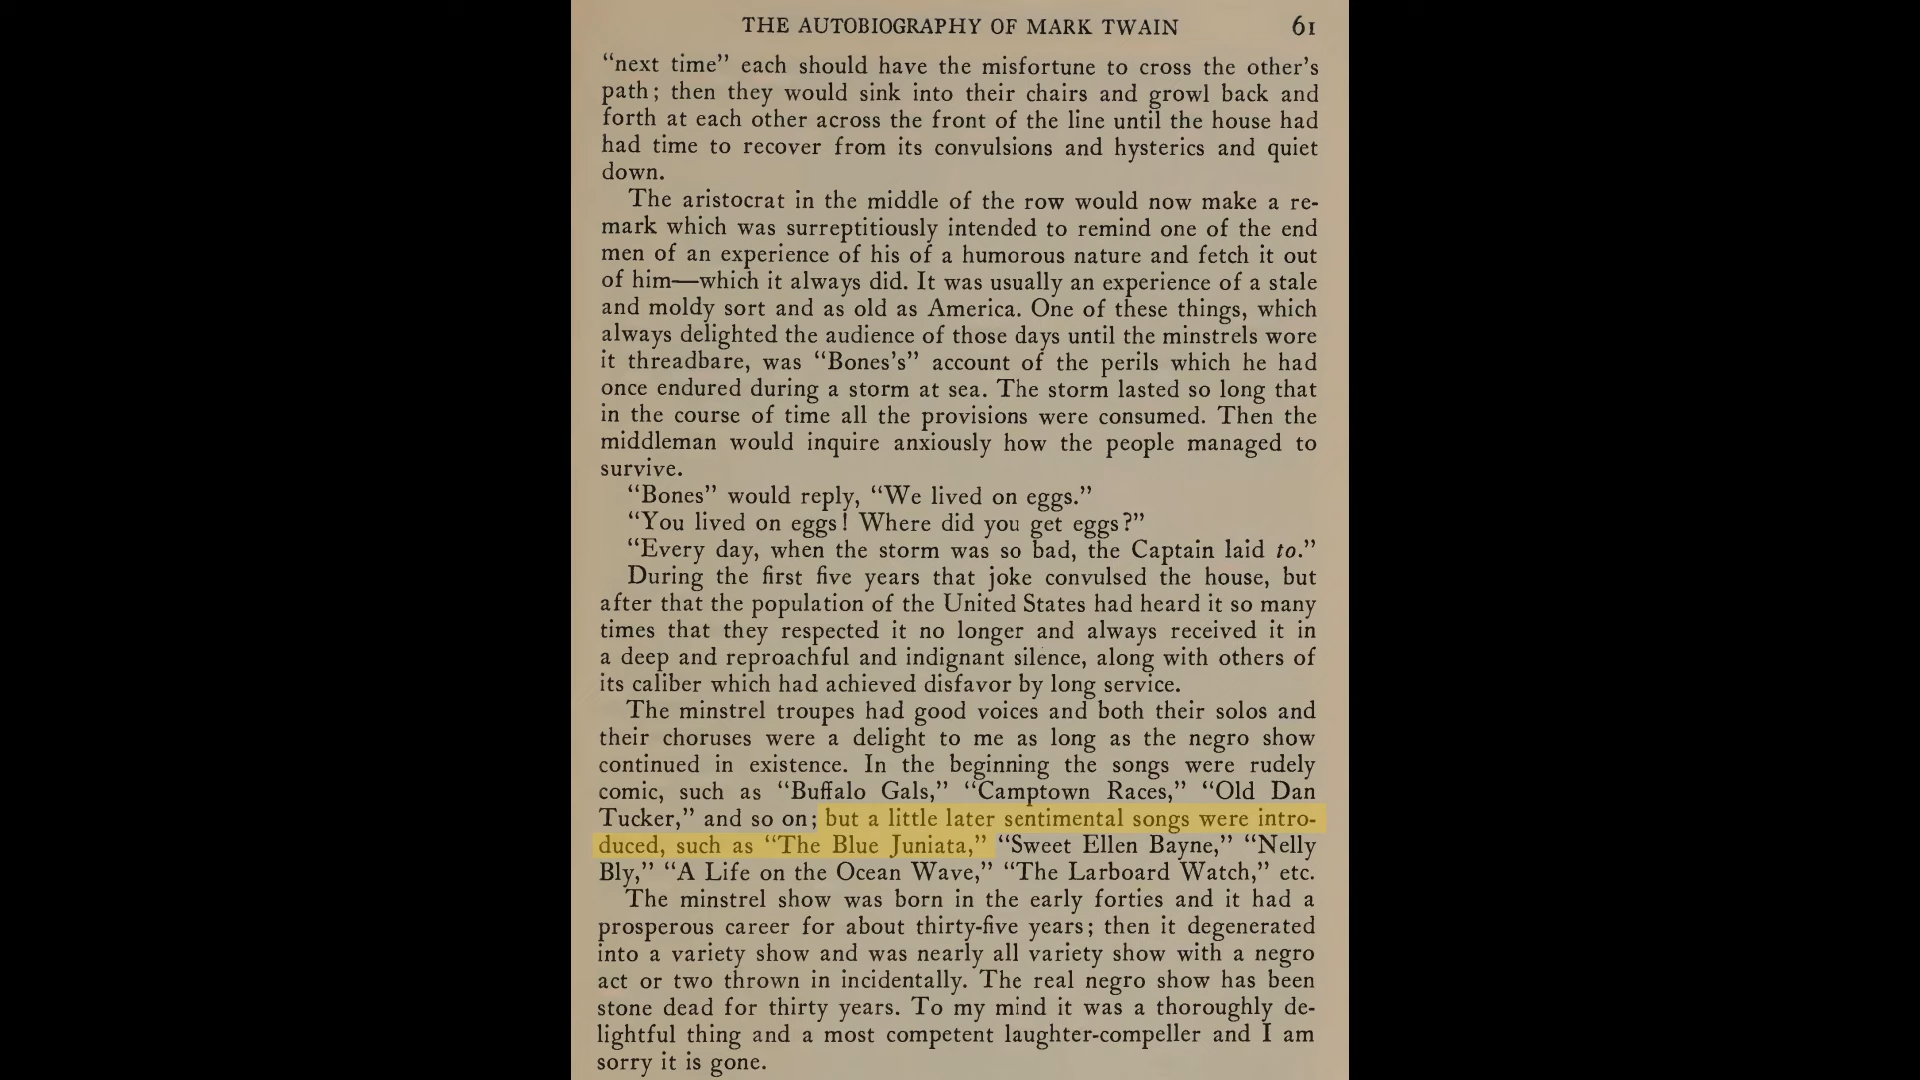 THE AUTOBIOGRAPHY OF MARK TWAIN 61
“next time” each should have the misfortune to cross the other's
path; then they would sink into their chairs and growl back and
forth at each other across the front of the line until the house had
had time to recover from its convulsions and hysterics and quiet
down.
The aristocrat in the middle of the row would now make a re-
mark which was surreptitiously intended to remind one of the end
men of an experience of his of a humorous nature and fetch it out
of him—which it always did. It was usually an experience of a stale
and moldy sort and as old as America. One of these things, which
always delighted the audience of those days until the minstrels wore
it threadbare, was “Bones's” account of the perils which he had
once endured during a storm at sea. The storm lasted so long that
in the course of time all the provisions were consumed. Then the
middleman would inquire anxiously how the people managed to
survive.
“Bones” would reply, “We lived on eggs.”
“You lived on eggs! Where did you get eggs?”
“Every day, when the storm was so bad, the Captain laid to.”
During the first five years that joke convulsed the house, but
after that the population of the United States had heard it so many
times that they respected it no longer and always received it in
a deep and reproachful and indignant silence, along with others of
its caliber which had achieved disfavor by long service.
The minstrel troupes had good voices and both their solos and
their choruses were a delight to me as long as the negro show
continued in existence. In the beginning the songs were rudely
comic, such as “Buffalo Gals,” “Camptown Races,” “Old Dan
Tucker,” and so on; but a little later sentimental songs were intro-
duced, such as “The Blue Juniata,” “Sweet Ellen Bayne,” “Nelly
Bly,” “A Life on the Ocean Wave,” “The Larboard Watch,” etc.
The minstrel show was born in the early forties and it had a
prosperous career for about thirty-five years; then it degenerated
into a variety show and was nearly all variety show with a negro
act or two thrown in incidentally. The real negro show has been
stone dead for thirty years. To my mind it was a thoroughly de-
lightful thing and a most competent laughter-compeller and I am
sorry it is gone.